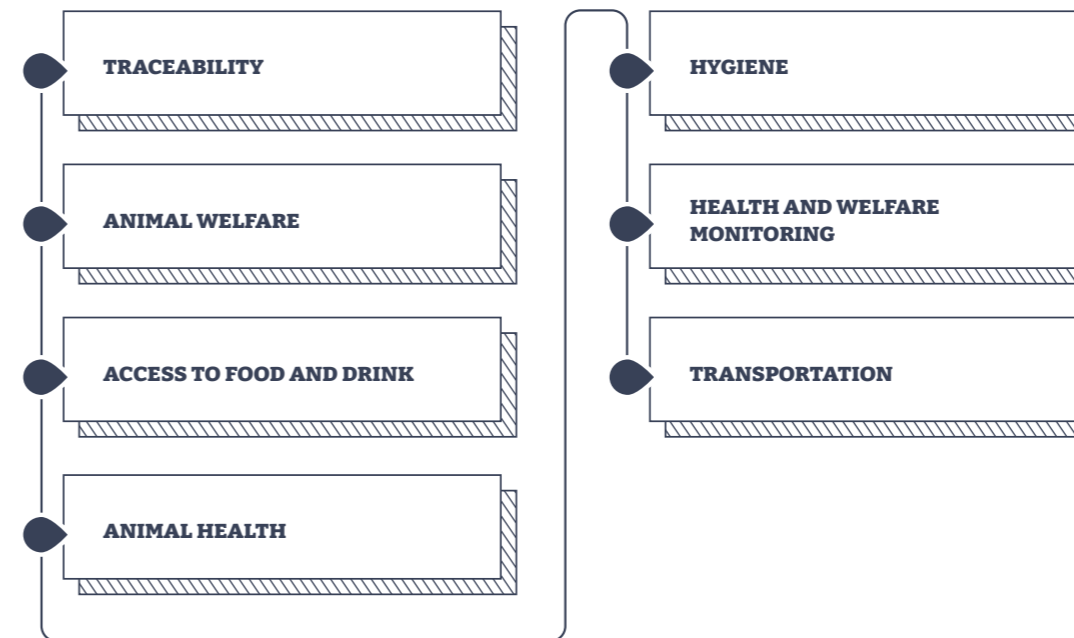 TRACEABILITY
ANIMAL WELFARE
ACCESS TO FOOD AND DRINK
ANIMAL HEALTH
HYGIENE
HEALTH AND WELFARE
MONITORING
TRANSPORTATION